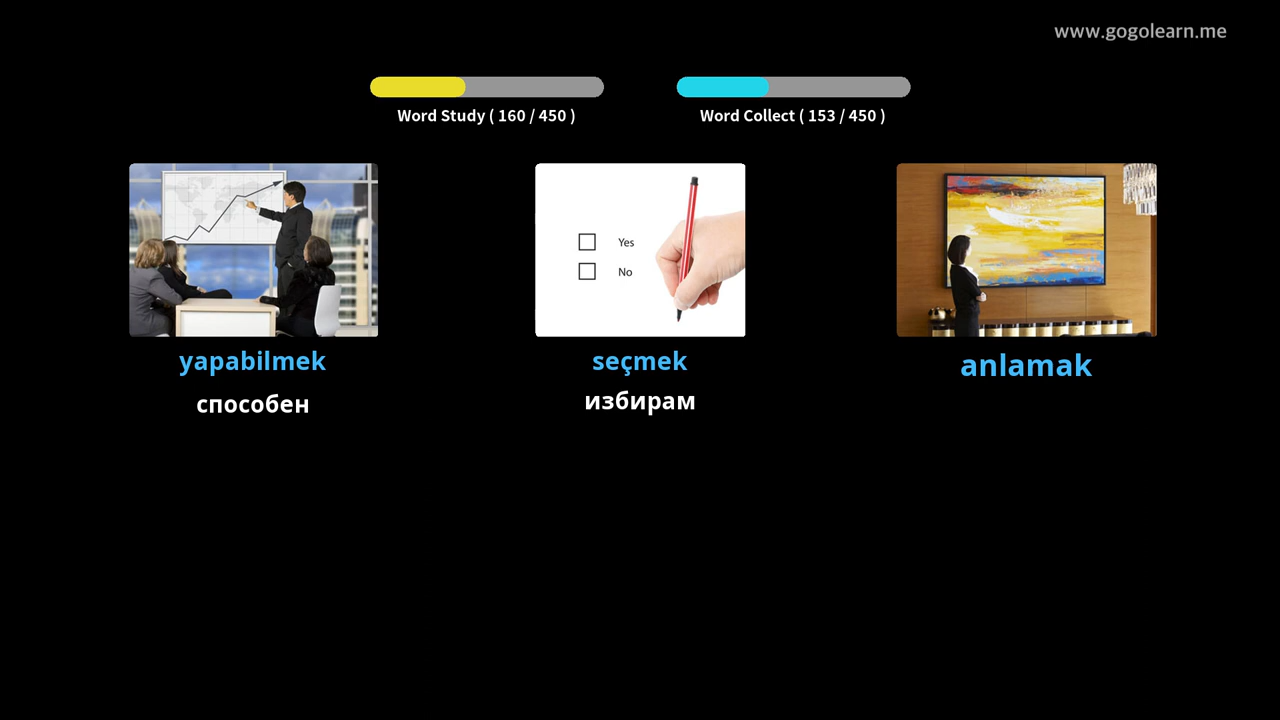 www.gogolearn.me
Word Study ( 160 / 450 )
Word Collect ( 153 / 450 )
Yes
No
yapabilmek
seçmek
anlamak
способен
избирам